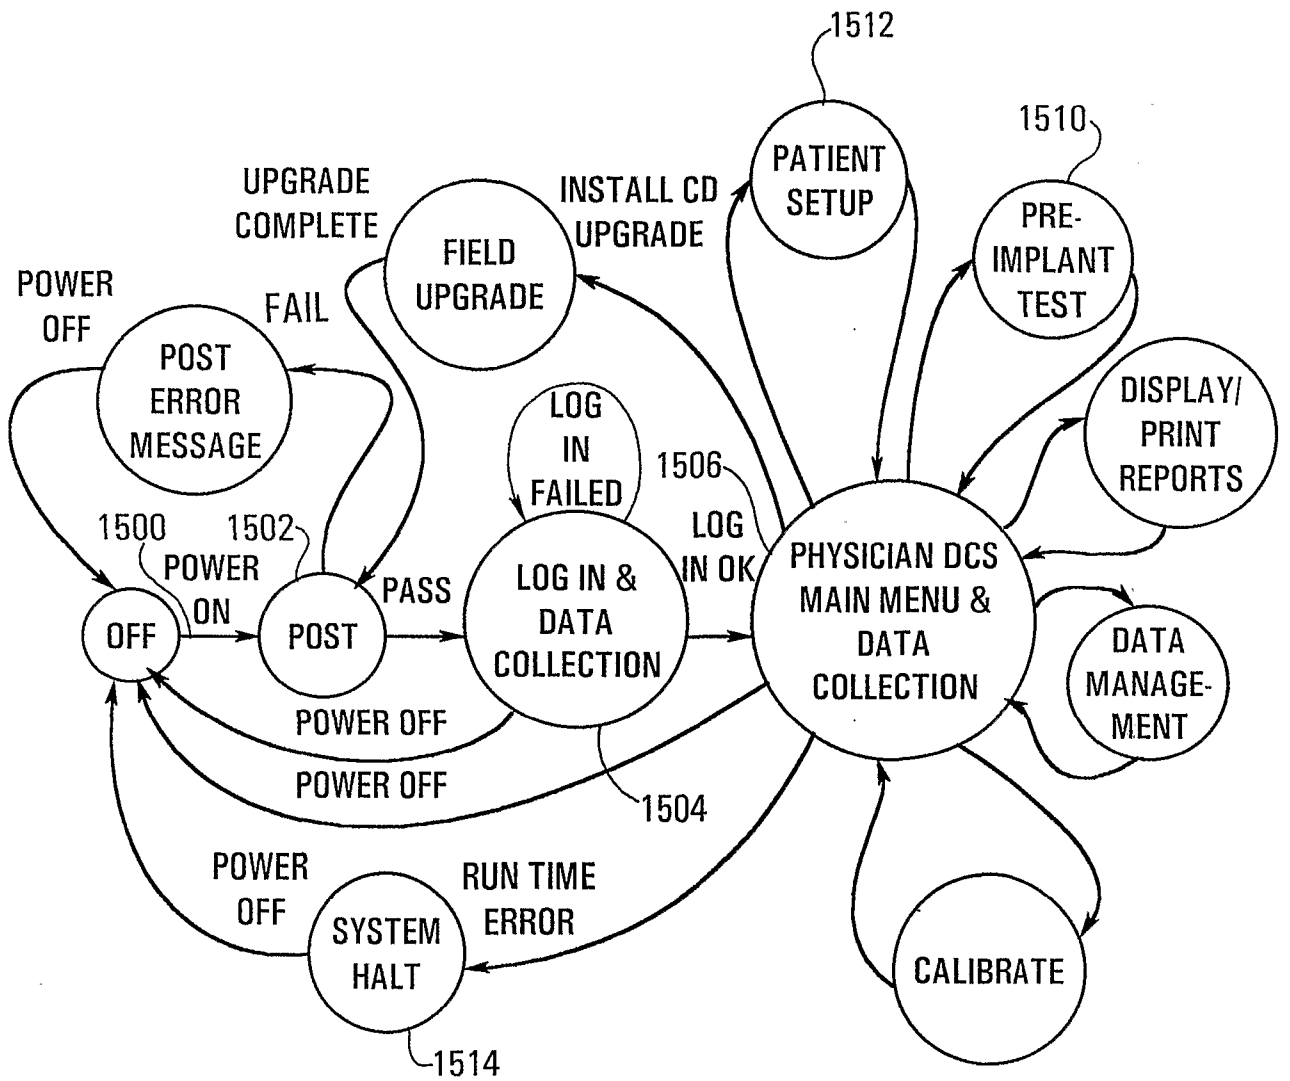 1512
1510
PATIENT
SETUP
PRE-
IMPLANT
TEST
UPGRADE
COMPLETE
INSTALL CD
UPGRADE
FIELD
UPGRADE
POWER
OFF
FAIL
POST
ERROR
MESSAGE
DISPLAY/
PRINT
REPORTS
LOG
IN
FAILED
1506
LOG
IN OK
1500
POWER
ON
1502
PASS
OFF
POST
LOG IN &
DATA
COLLECTION
PHYSICIAN DCS
MAIN MENU &
DATA
COLLECTION
DATA
MANAGE-
MENT
POWER OFF
POWER OFF
1504
POWER
OFF
RUN TIME
ERROR
SYSTEM
HALT
CALIBRATE
1514